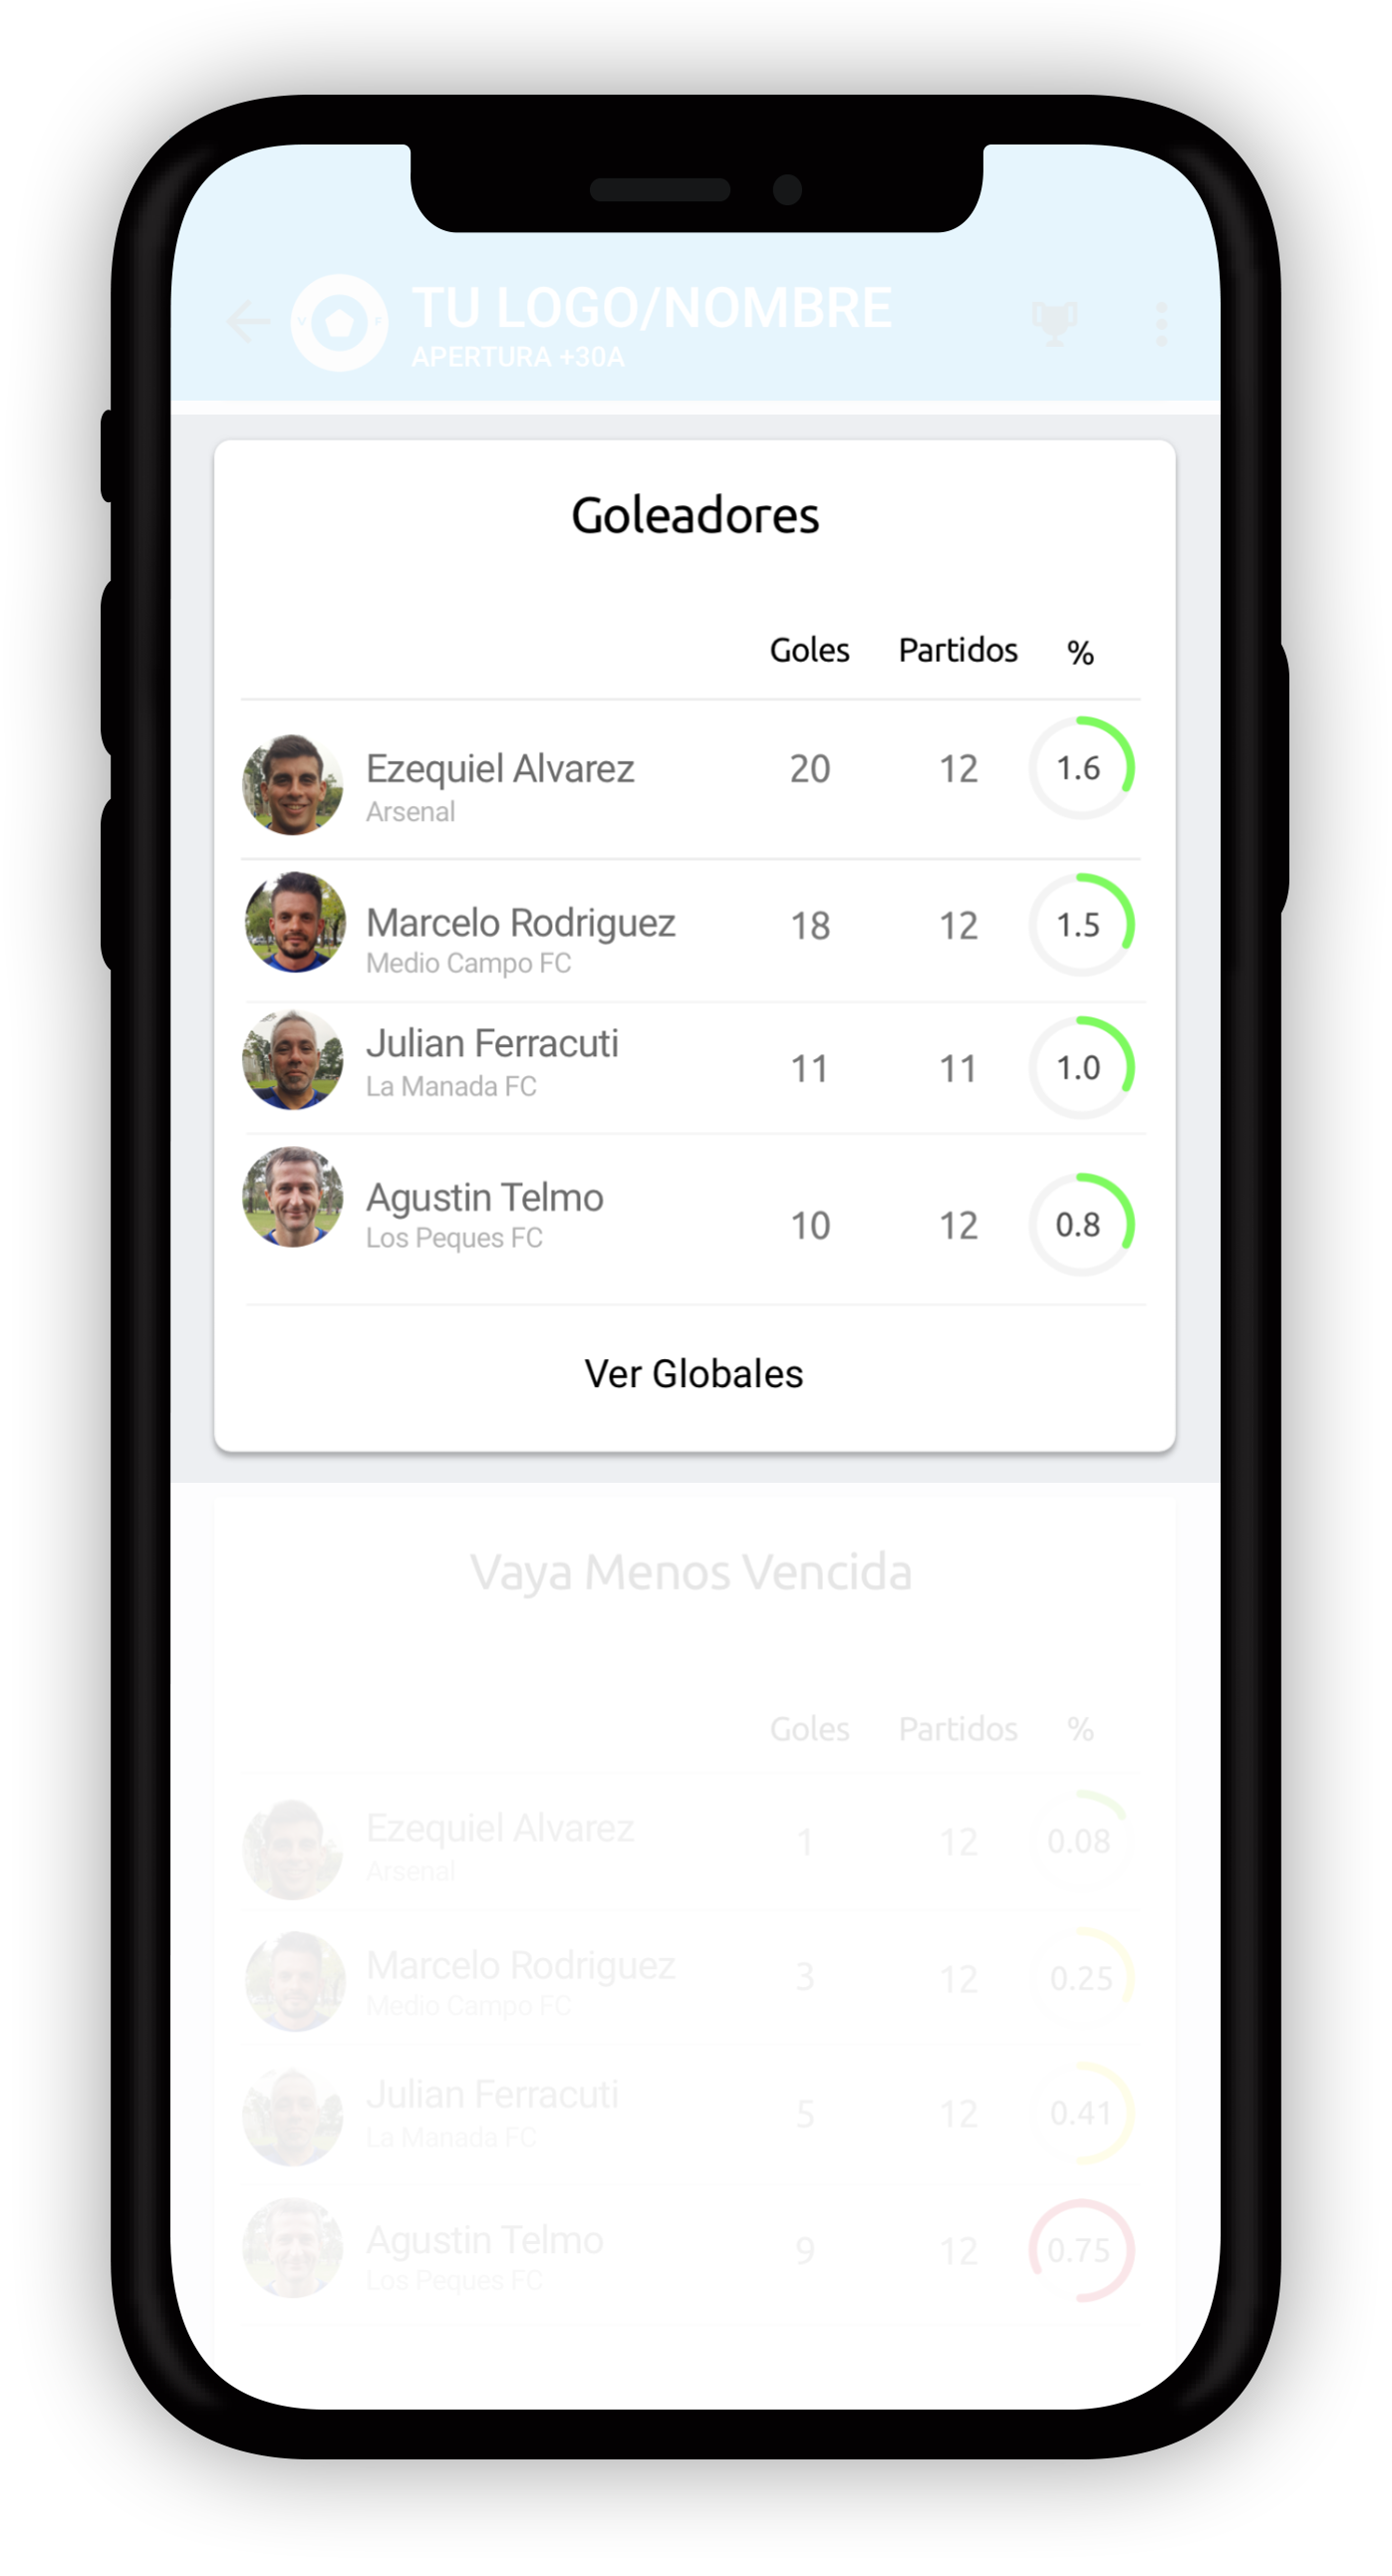 TU LOGO/NOMBRE
APERTURA +30A
Goleadores
Goles Partidos %
Ezequiel Alvarez 20 12 1.6
Arsenal
Marcelo Rodriguez 18 12 1.5
Medio Campo FC
Julian Ferracuti 11 11 1.0
La Manada FC
Agustin Telmo 10 12 0.8
Los Peques FC
Ver Globales
Vaya Menos Vencida
Goles Partidos %
Ezequiel Alvarez 1 12 0.08
Arsenal
Marcelo Rodriguez 3 12 0.25
Medio Campo FC
Julian Ferracuti 5 12 0.41
La Manada FC
Agustin Telmo 9 12 0.75
Los Peques FC